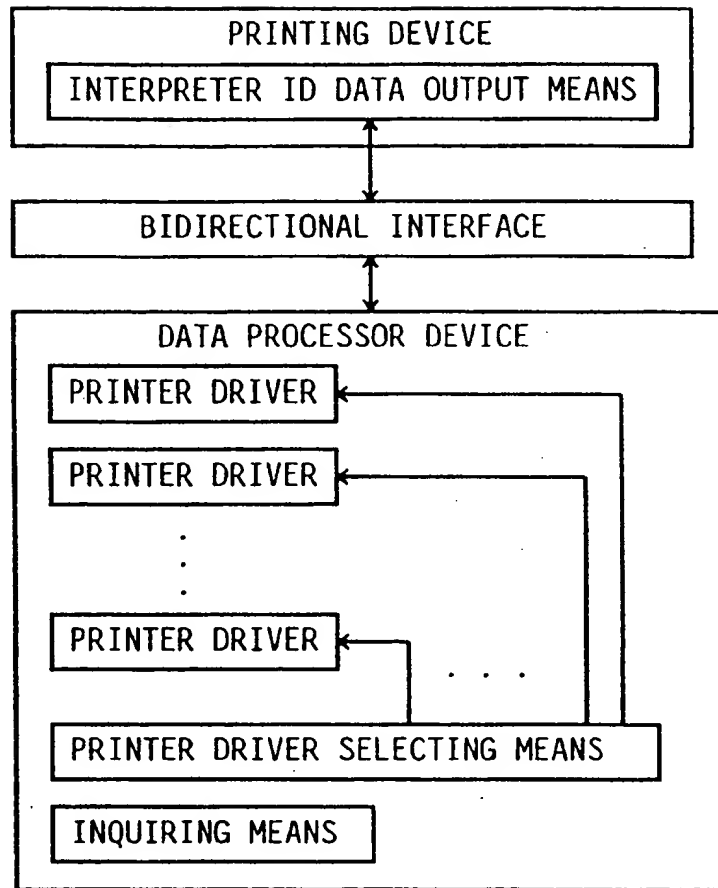 PRINTING DEVICE
INTERPRETER ID DATA OUTPUT MEANS
BIDIRECTIONAL INTERFACE
DATA PROCESSOR DEVICE
PRINTER DRIVER
PRINTER DRIVER
PRINTER DRIVER
PRINTER DRIVER SELECTING MEANS
INQUIRING MEANS